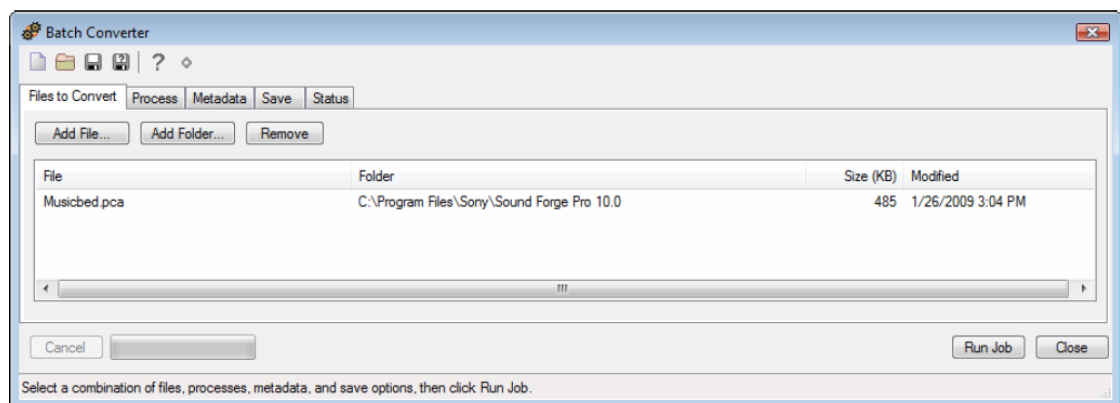 Batch Converter
?
Files to Convert Process Metadata Save Status
Add File... Add Folder... Remove
File Folder Size (KB) Modified
Musicbed.pca C:\Program Files\Sony\Sound Forge Pro 10.0 485 1/26/2009 3:04 PM
Cancel Run Job Close
Select a combination of files, processes, metadata, and save options, then click Run Job.